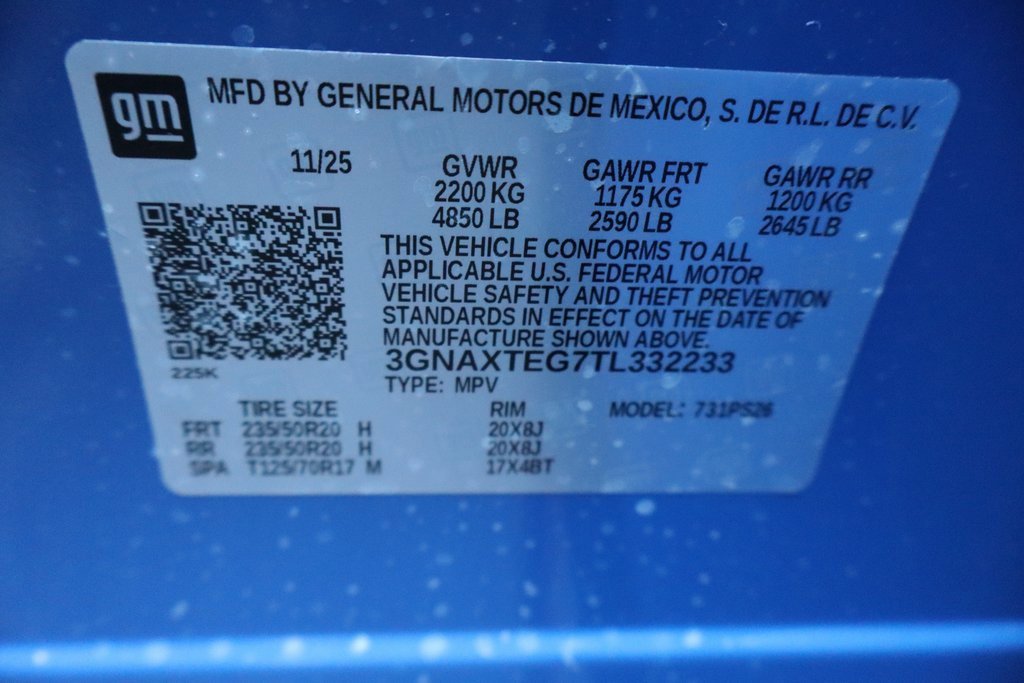 gm
MFD BY GENERAL MOTORS DE MEXICO, S. DE R.L. DE C.V.
11/25 GVWR GAWR FRT GAWR RR
2200 KG 1175 KG 1200 KG
4850 LB 2590 LB 2645 LB
THIS VEHICLE CONFORMS TO ALL
APPLICABLE U.S. FEDERAL MOTOR
VEHICLE SAFETY AND THEFT PREVENTION
STANDARDS IN EFFECT ON THE DATE OF
MANUFACTURE SHOWN ABOVE.
3GNAXTEG7TL332233
225K
TYPE: MPV
TIRE SIZE RIM MODEL: 731PS26
FRT 235/50R20 H 20X8J
RR 235/50R20 H 20X8J
SPA T125/70R17 M 17X4BT